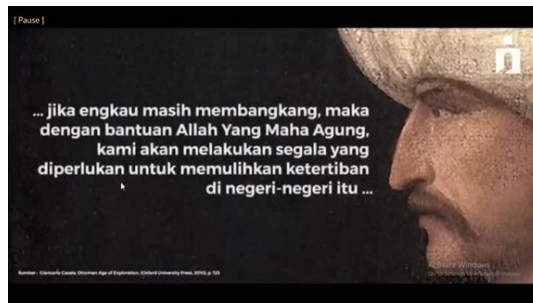 [ Pause ]
... jika engkau masih membangkang, maka
dengan bantuan Allah Yang Maha Agung,
kami akan melakukan segala yang
diperlukan untuk memulihkan ketertiban
di negeri-negeri itu ...
Activate Windows
Sumber : Giancarlo Casale, Ottoman Age of Exploration, (Oxford University Press, 2010), p. 123